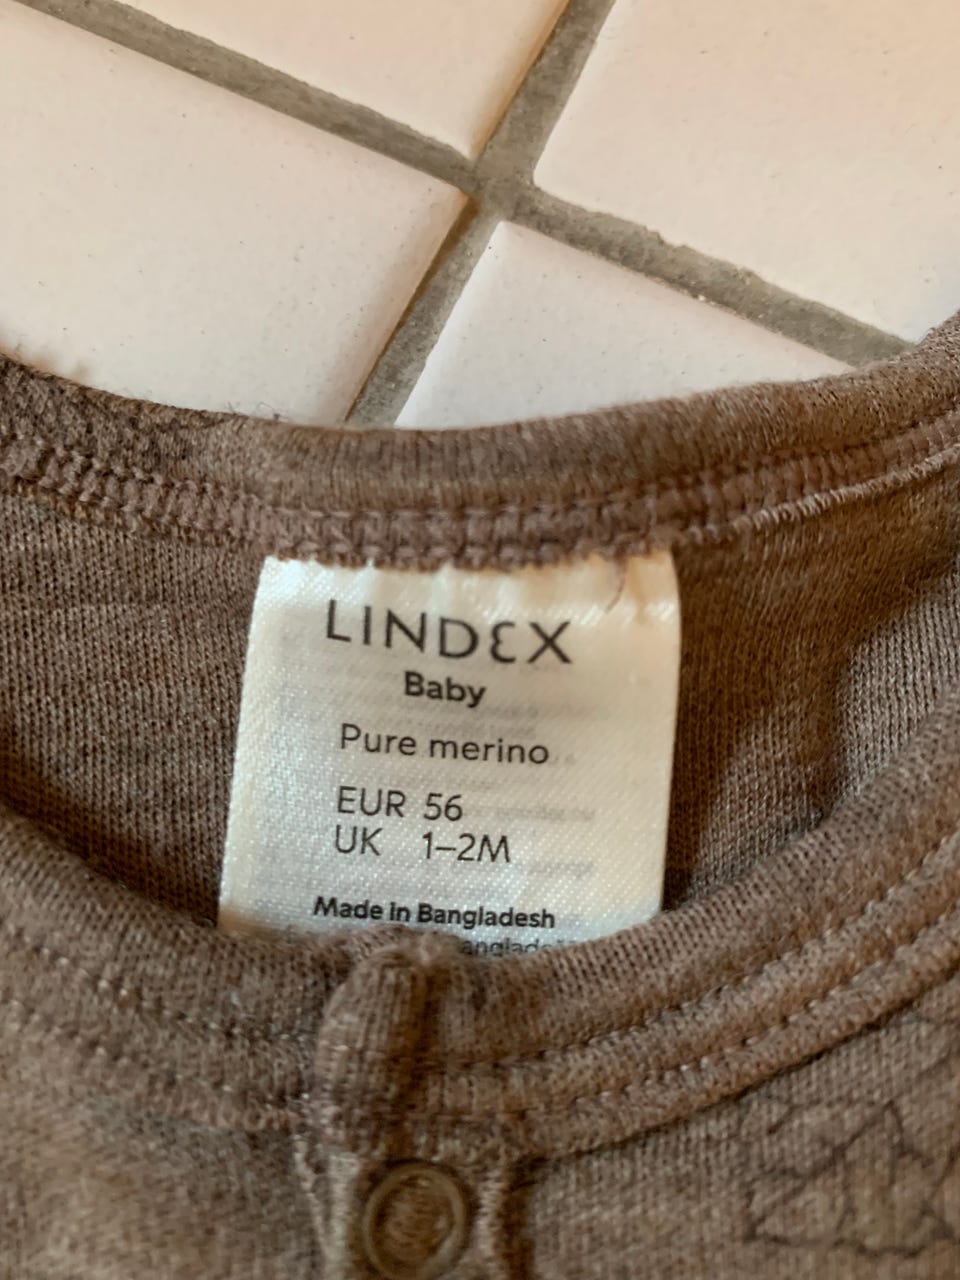 LINDEX
Baby
Pure merino
EUR 56
UK 1–2M
Made in Bangladesh